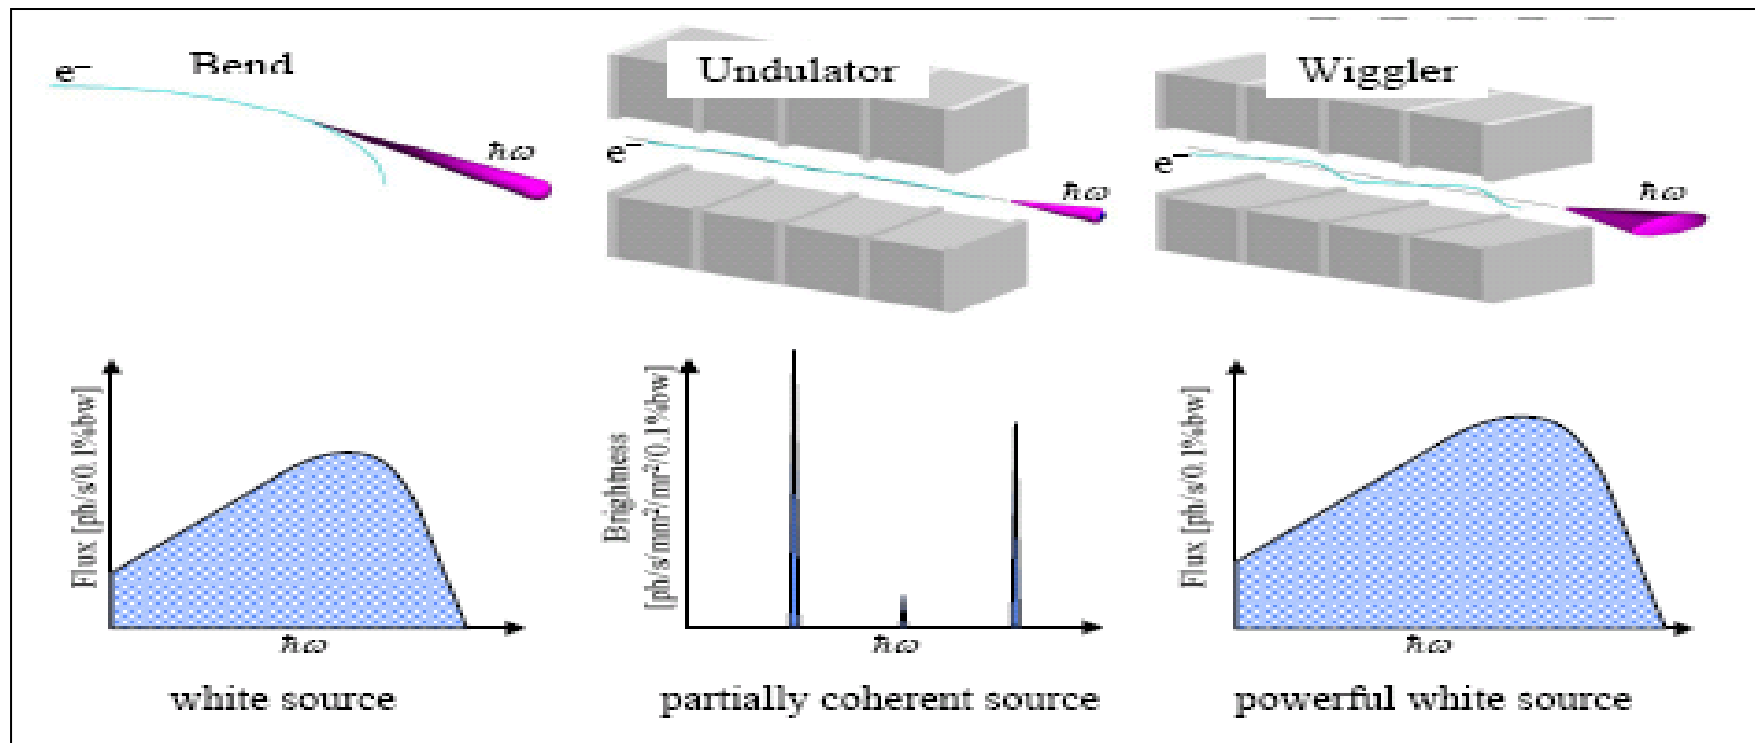 Bend
e⁻
ħω
Undulator
e⁻
ħω
Wiggler
e⁻
ħω
Flux [ph/s/0.1%bw]
ħω
white source
Brightness
[ph/s/mm²/mr²/0.1%bw]
ħω
partially coherent source
Flux [ph/s/0.1%bw]
ħω
powerful white source